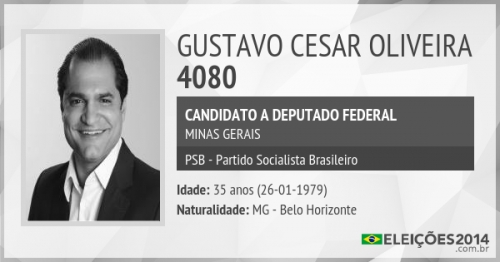 GUSTAVO CESAR OLIVEIRA
4080
CANDIDATO A DEPUTADO FEDERAL
MINAS GERAIS
PSB - Partido Socialista Brasileiro
Idade: 35 anos (26-01-1979)
Naturalidade: MG - Belo Horizonte
ELEIÇÕES2014
.com.br